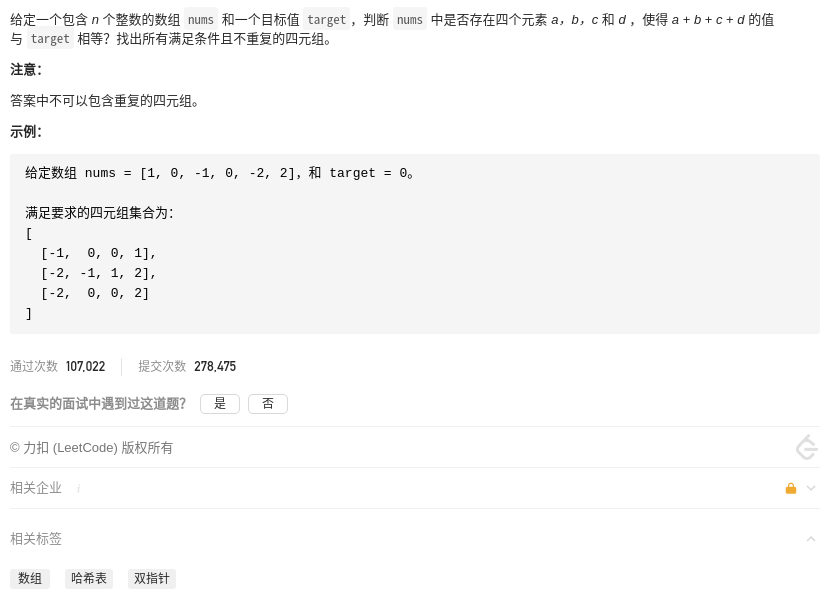 给定一个包含 n 个整数的数组 nums 和一个目标值 target，判断 nums 中是否存在四个元素 a，b，c 和 d ，使得 a + b + c + d 的值
与 target 相等？找出所有满足条件且不重复的四元组。
注意：
答案中不可以包含重复的四元组。
示例：
给定数组 nums = [1, 0, -1, 0, -2, 2]，和 target = 0。
满足要求的四元组集合为：
[
[-1,  0, 0, 1],
[-2, -1, 1, 2],
[-2,  0, 0, 2]
]
通过次数 107,022 提交次数 278,475
在真实的面试中遇到过这道题？ 是 否
© 力扣 (LeetCode) 版权所有
相关企业 i
相关标签
数组 哈希表 双指针